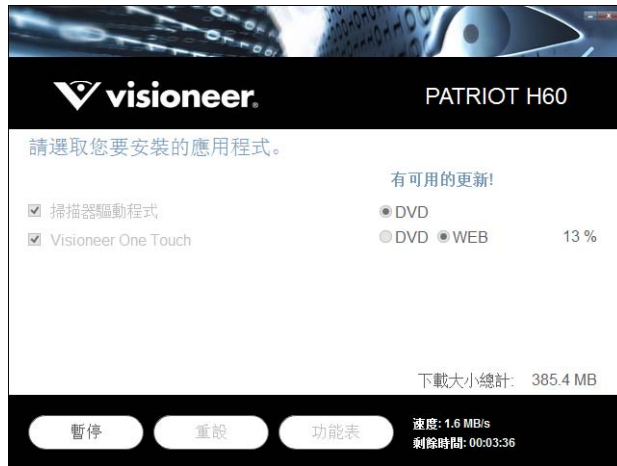 visioneer.
PATRIOT H60
請選取您要安裝的應用程式。
有可用的更新!
掃描器驅動程式
DVD
Visioneer One Touch
DVD WEB 13 %
下載大小總計: 385.4 MB
暫停
重設
功能表
速度: 1.6 MB/s
剩餘時間: 00:03:36